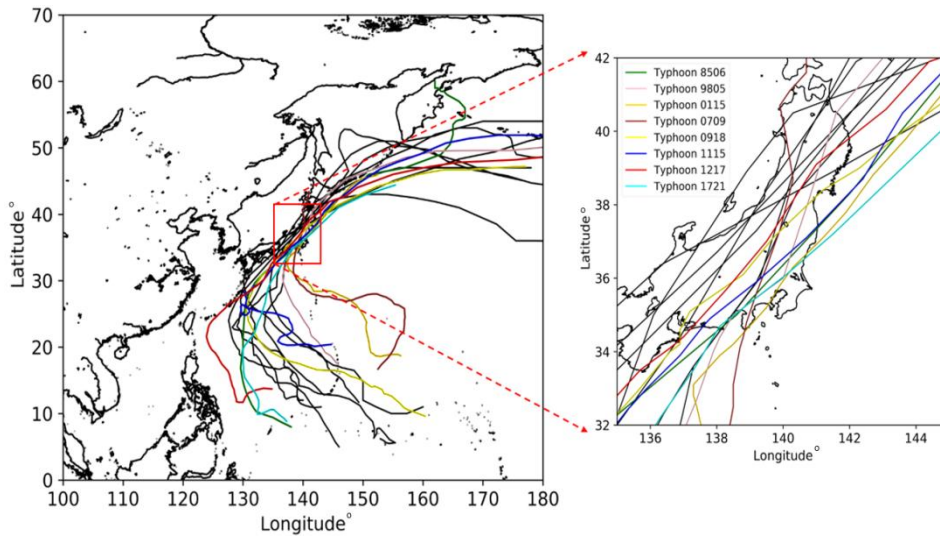 70
60
50
40
30
20
10
0
Latitude°
100 110 120 130 140 150 160 170 180
Longitude°
42
40
38
36
34
32
Latitude°
Typhoon 8506
Typhoon 9805
Typhoon 0115
Typhoon 0709
Typhoon 0918
Typhoon 1115
Typhoon 1217
Typhoon 1721
136 138 140 142 144
Longitude°